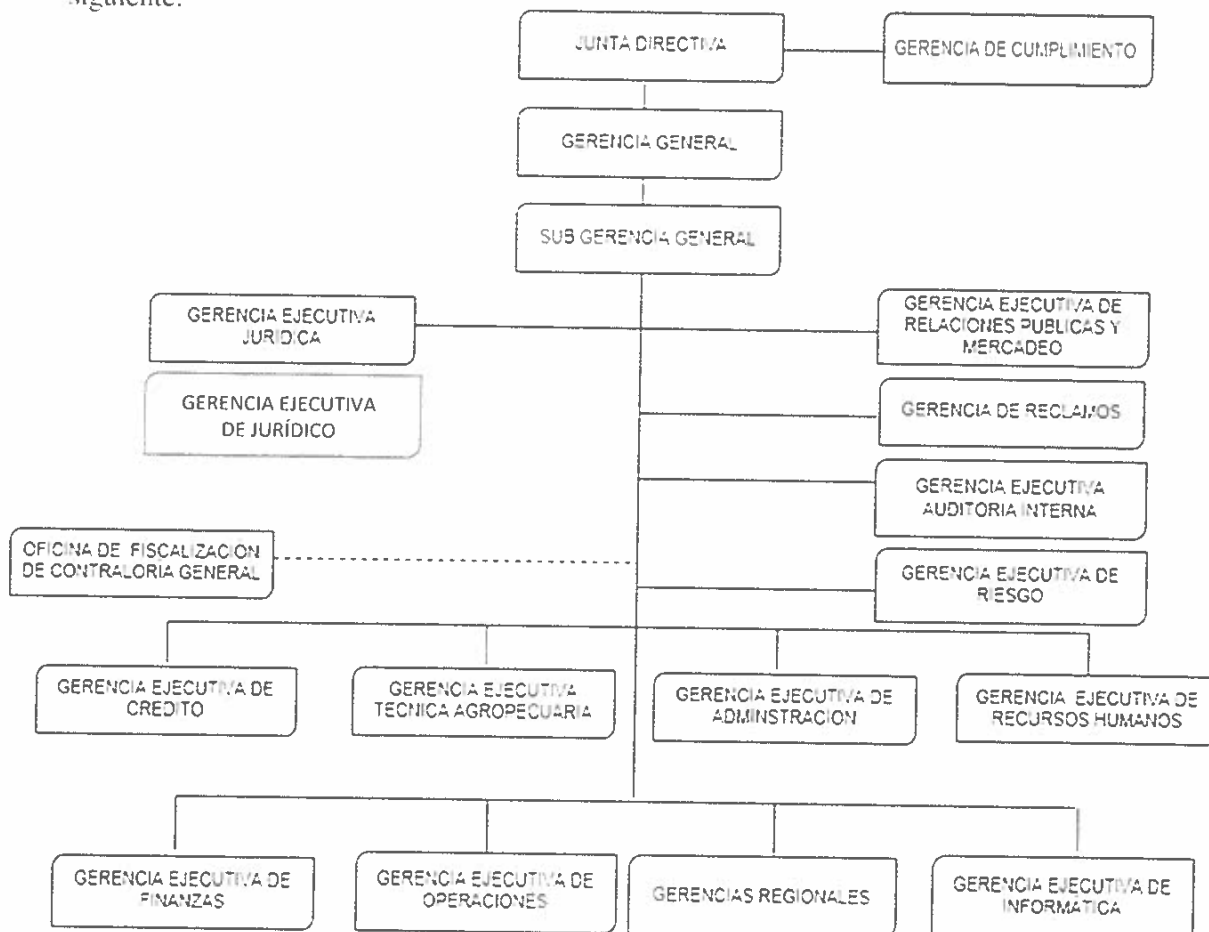 siguiente:
JUNTA DIRECTIVA
GERENCIA DE CUMPLIMIENTO
GERENCIA GENERAL
SUB GERENCIA GENERAL
GERENCIA EJECUTIVA
JURIDICA
GERENCIA EJECUTIVA DE
RELACIONES PUBLICAS Y
MERCADEO
GERENCIA EJECUTIVA
DE JURÍDICO
GERENCIA DE RECLAMOS
GERENCIA EJECUTIVA
AUDITORIA INTERNA
OFICINA DE FISCALIZACIÓN
DE CONTRALORIA GENERAL
GERENCIA EJECUTIVA DE
RIESGO
GERENCIA EJECUTIVA DE
CREDITO
GERENCIA EJECUTIVA
TECNICA AGROPECUARIA
GERENCIA EJECUTIVA DE
ADMINSTRACION
GERENCIA EJECUTIVA DE
RECURSOS HUMANOS
GERENCIA EJECUTIVA DE
FINANZAS
GERENCIA EJECUTIVA DE
OPERACIONES
GERENCIAS REGIONALES
GERENCIA EJECUTIVA DE
INFORMATICA